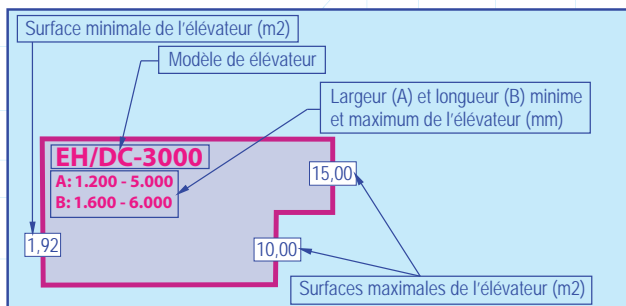 Surface minimale de l'élévateur (m2)
Modèle de élévateur
Largeur (A) et longueur (B) minime
et maximum de l'élévateur (mm)
EH/DC-3000
A: 1.200 - 5.000
B: 1.600 - 6.000
15,00
1,92
10,00
Surfaces maximales de l'élévateur (m2)